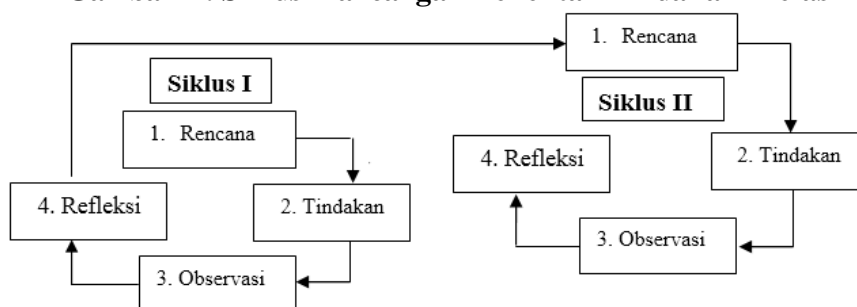 Siklus I
1. Rencana
2. Tindakan
3. Observasi
4. Refleksi
Siklus II
1. Rencana
2. Tindakan
3. Observasi
4. Refleksi